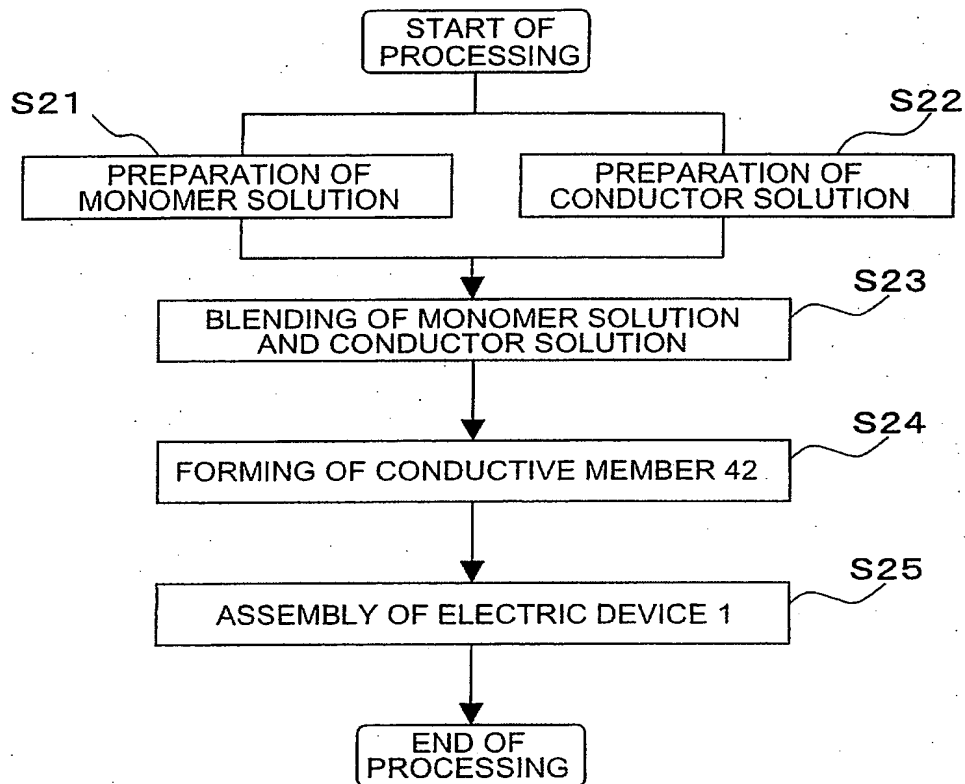 START OF
PROCESSING
S21
S22
PREPARATION OF
MONOMER SOLUTION
PREPARATION OF
CONDUCTOR SOLUTION
S23
BLENDING OF MONOMER SOLUTION
AND CONDUCTOR SOLUTION
S24
FORMING OF CONDUCTIVE MEMBER 42
S25
ASSEMBLY OF ELECTRIC DEVICE 1
END OF
PROCESSING